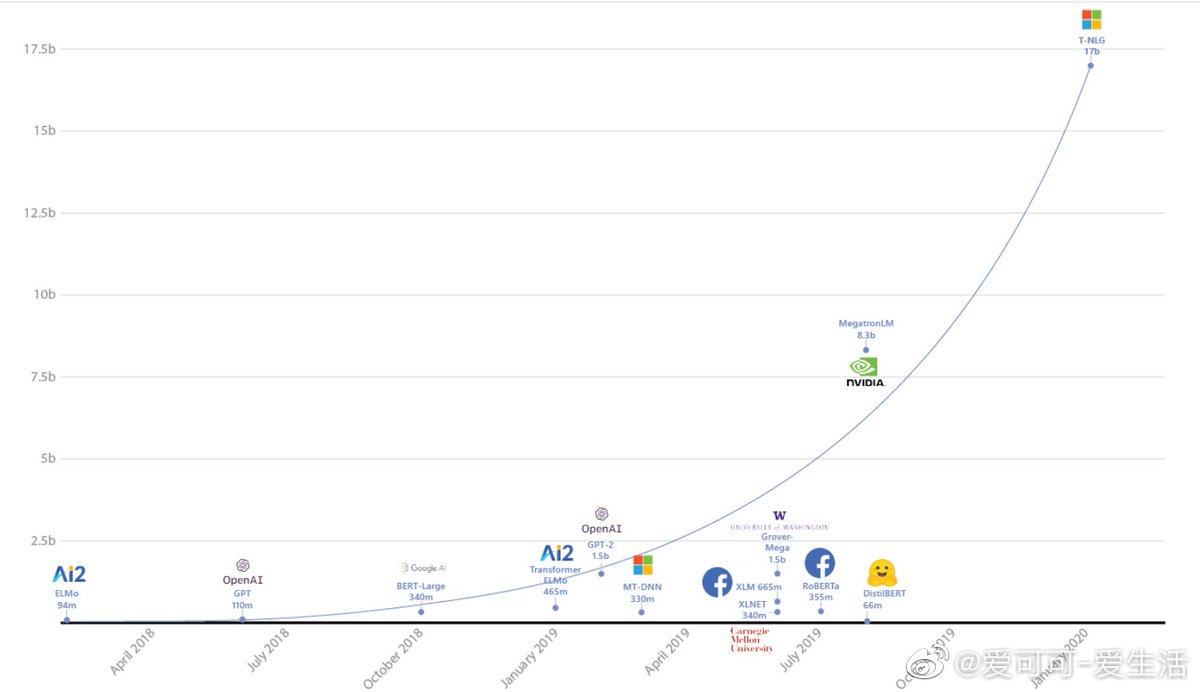 17.5b
15b
12.5b
10b
7.5b
5b
2.5b
T-NLG
17b
MegatronLM
8.3b
NVIDIA
Ai2
ELMo
94m
OpenAI
GPT
110m
Google AI
BERT-Large
340m
Ai2
Transformer
ELMo
465m
OpenAI
GPT-2
1.5b
MT-DNN
330m
W
UNIVERSITY of WASHINGTON
Grover-
Mega
1.5b
XLM 665m
XLNET
340m
Carnegie
Mellon
University
RoBERTa
355m
DistilBERT
66m
April 2018
July 2018
October 2018
January 2019
April 2019
July 2019
January 2020
@爱可可-爱生活